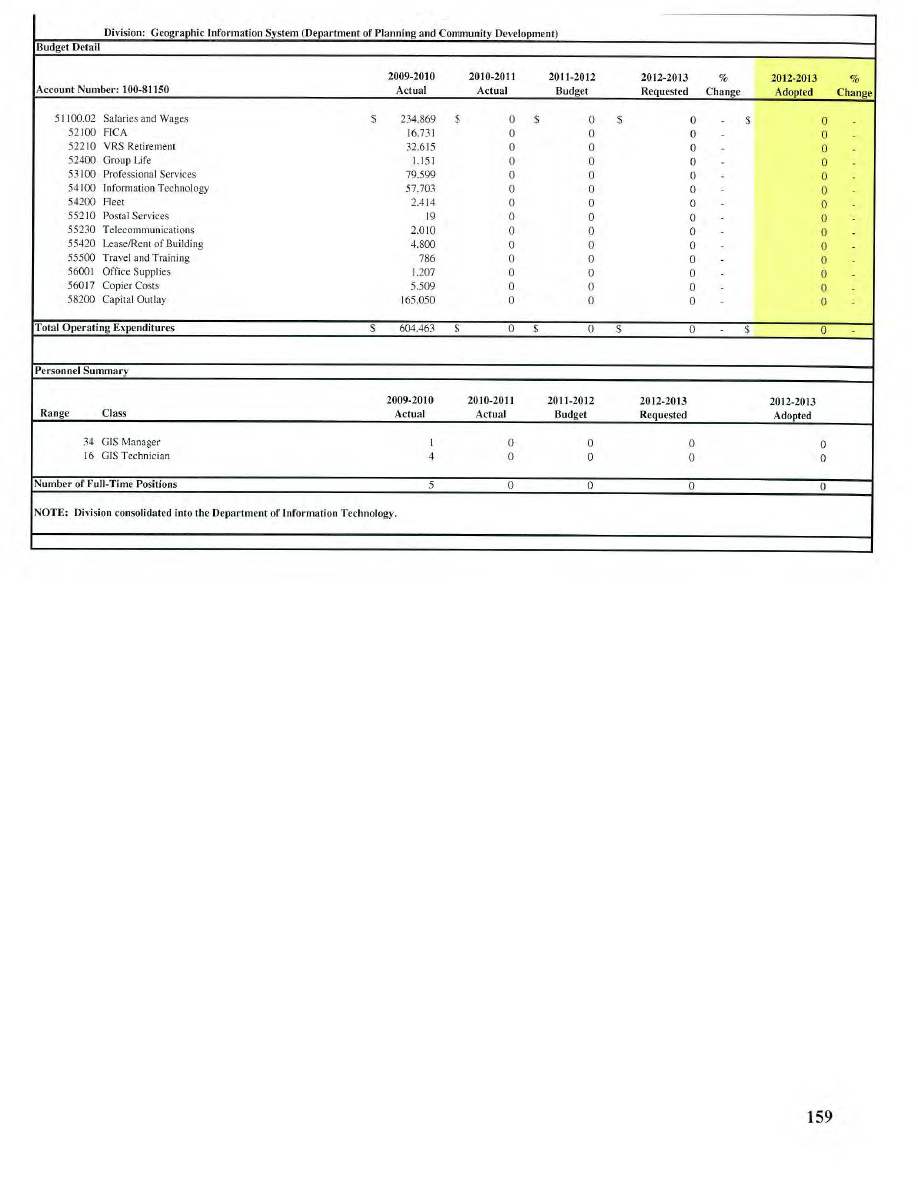 Division: Geographic Information System (Department of Planning and Community Development)
Budget Detail
2009-2010 2010-2011 2011-2012 2012-2013 % 2012-2013 %
Account Number: 100-81150 Actual Actual Budget Requested Change Adopted Change
51100.02 Salaries and Wages $ 234,869 $ 0 $ 0 $ 0 - $ 0 -
52100 FICA 16,731 0 0 0 - 0 -
52210 VRS Retirement 32,615 0 0 0 - 0 -
52400 Group Life 1,151 0 0 0 - 0 -
53100 Professional Services 79,599 0 0 0 - 0 -
54100 Information Technology 57,703 0 0 0 - 0 -
54200 Fleet 2,414 0 0 0 - 0 -
55210 Postal Services 19 0 0 0 - 0 -
55230 Telecommunications 2,010 0 0 0 - 0 -
55420 Lease/Rent of Building 4,800 0 0 0 - 0 -
55500 Travel and Training 786 0 0 0 - 0 -
56001 Office Supplies 1,207 0 0 0 - 0 -
56017 Copier Costs 5,509 0 0 0 - 0 -
58200 Capital Outlay 165,050 0 0 0 - 0 -
Total Operating Expenditures $ 604,463 $ 0 $ 0 $ 0 - $ 0 -
Personnel Summary
2009-2010 2010-2011 2011-2012 2012-2013 2012-2013
Range Class Actual Actual Budget Requested Adopted
34 GIS Manager 1 0 0 0 0
16 GIS Technician 4 0 0 0 0
Number of Full-Time Positions 5 0 0 0 0
NOTE: Division consolidated into the Department of Information Technology.
159